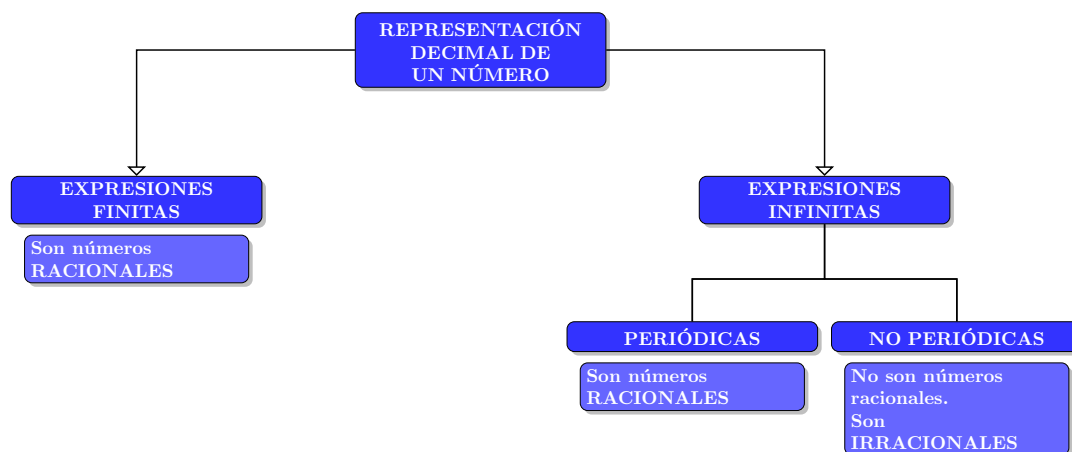 REPRESENTACIÓN
DECIMAL DE
UN NÚMERO
EXPRESIONES
FINITAS
Son números
RACIONALES
EXPRESIONES
INFINITAS
PERIÓDICAS
Son números
RACIONALES
NO PERIÓDICAS
No son números
racionales.
Son
IRRACIONALES